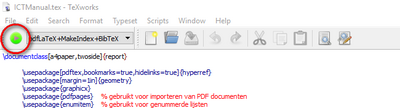 ICTManual.tex - TeXworks
File Edit Search Format Typeset Scripts Window Help
pdfLaTeX+MakeIndex+BibTeX
\documentclass[a4paper,twoside]{report}
\usepackage[pdftex,bookmarks=true,hidelinks=true]{hyperref}
\usepackage[margin=1in]{geometry}
\usepackage{graphicx}
\usepackage{pdfpages} % gebruikt voor importeren van PDF documenten
\usepackage{enumitem} % gebruikt voor genummerde lijsten